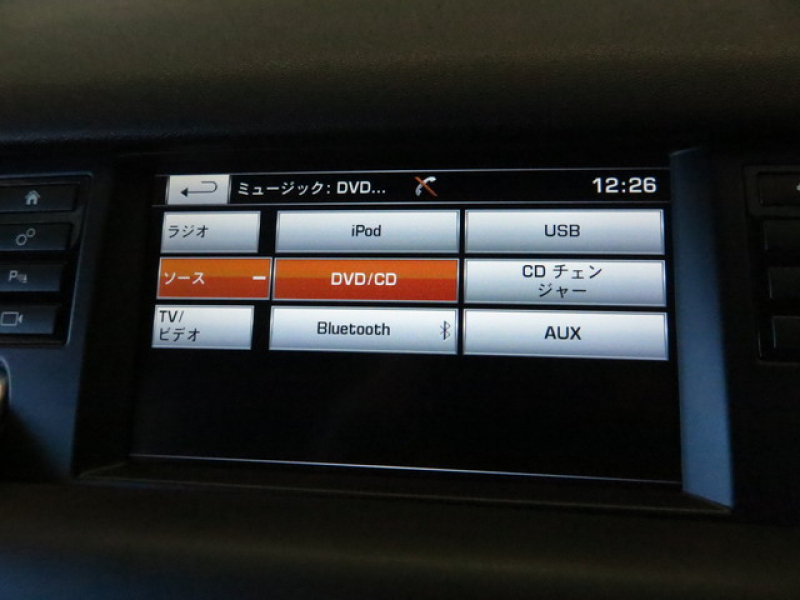 ミュージック: DVD...
12:26
ラジオ
iPod
USB
ソース
DVD/CD
CD チェン
ジャー
TV/
ビデオ
Bluetooth
AUX